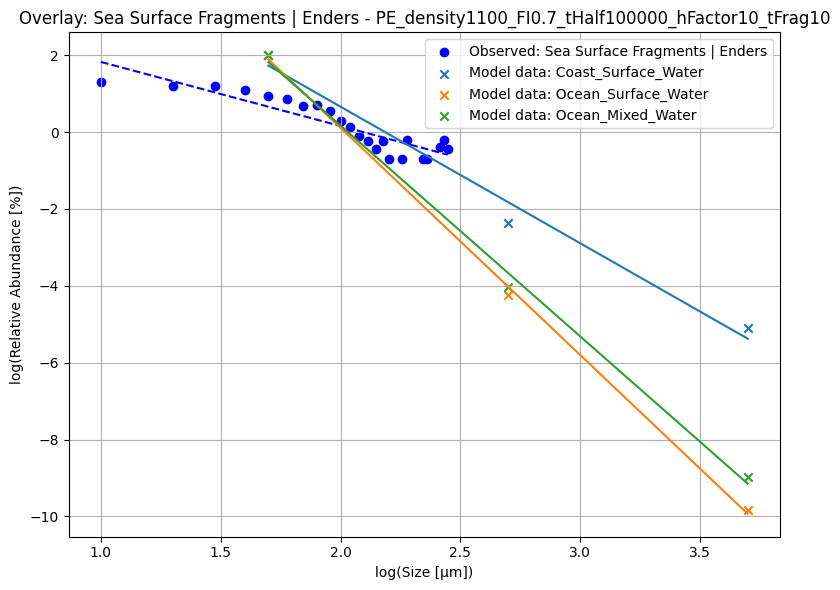 Overlay: Sea Surface Fragments | Enders - PE_density1100_FI0.7_tHalf100000_hFactor10_tFrag10
Observed: Sea Surface Fragments | Enders
Model data: Coast_Surface_Water
Model data: Ocean_Surface_Water
Model data: Ocean_Mixed_Water
log(Relative Abundance [%])
2
0
−2
−4
−6
−8
−10
1.0 1.5 2.0 2.5 3.0 3.5
log(Size [μm])